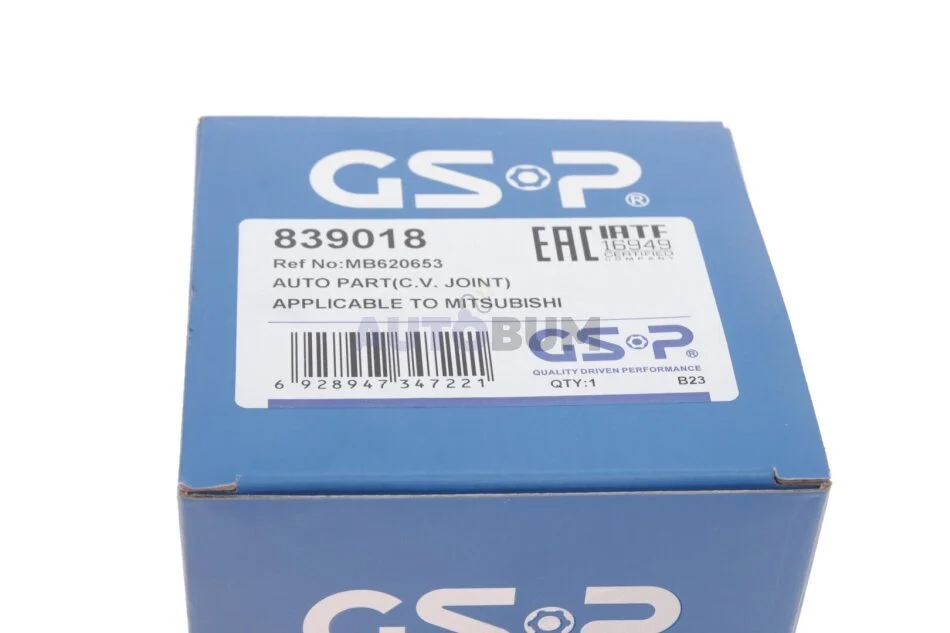 GSP®
839018
Ref No:MB620653
AUTO PART(C.V. JOINT)
APPLICABLE TO MITSUBISHI
EAC
IATF
16949
CERTIFIED
COMPANY
AUTOBUM
6 928947 347221
GSP®
QUALITY DRIVEN PERFORMANCE
QTY:1
B23
GSP